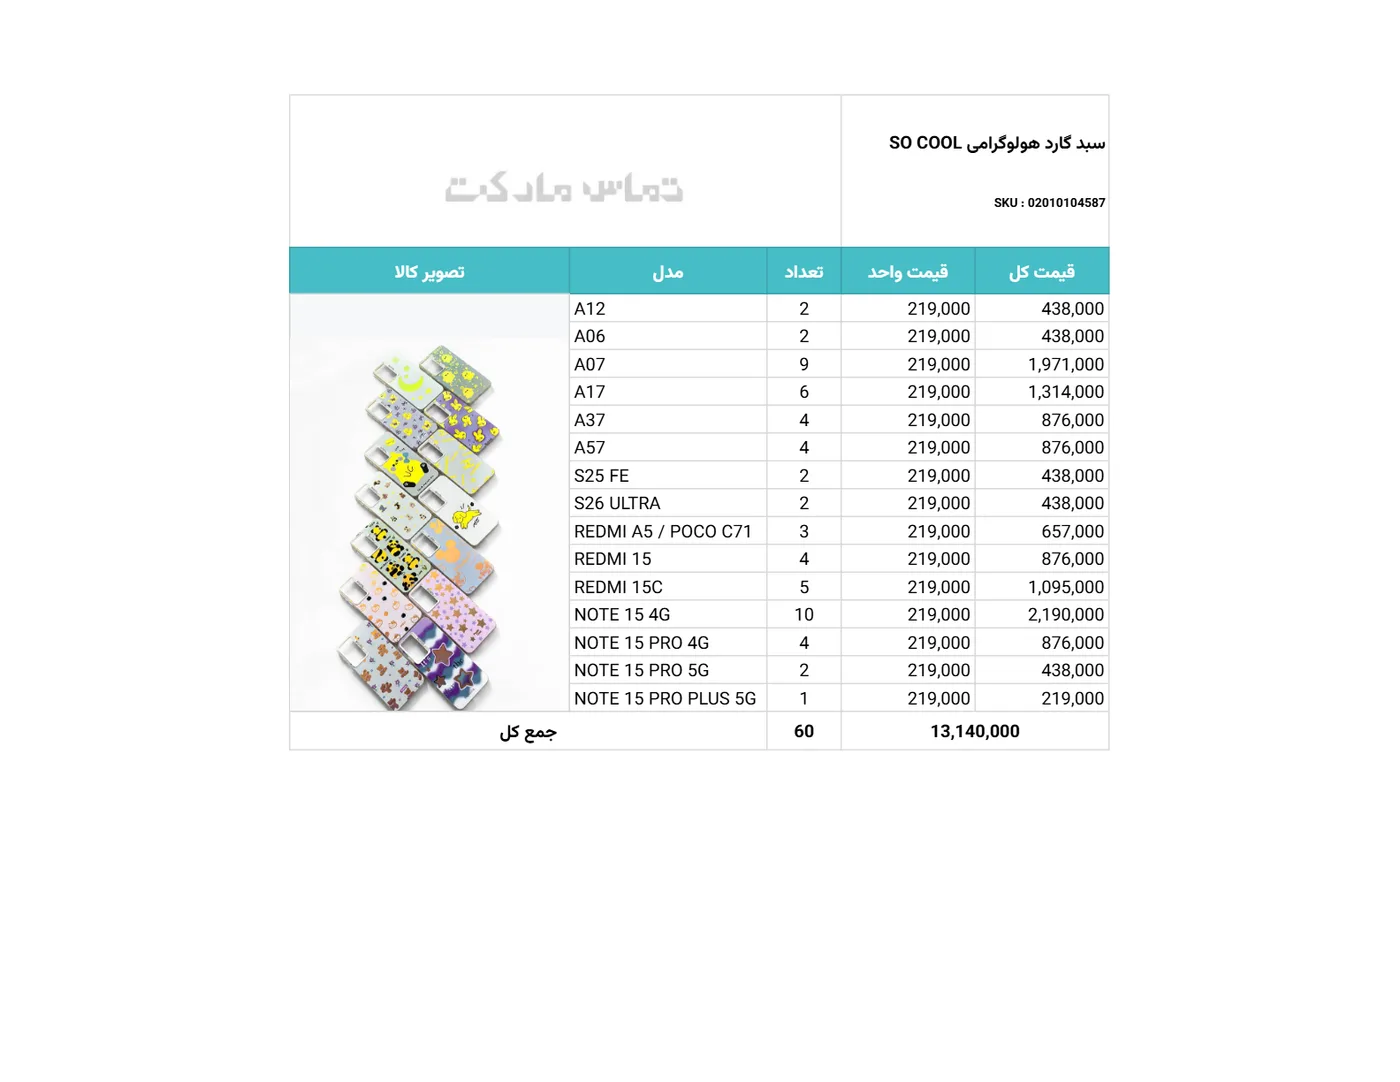 سبد گارد هولوگرامی SO COOL
SKU : 02010104587
تماس مارکت
تصویر کالا مدل تعداد قیمت واحد قیمت کل
A12 2 219,000 438,000
A06 2 219,000 438,000
A07 9 219,000 1,971,000
A17 6 219,000 1,314,000
A37 4 219,000 876,000
A57 4 219,000 876,000
S25 FE 2 219,000 438,000
S26 ULTRA 2 219,000 438,000
REDMI A5 / POCO C71 3 219,000 657,000
REDMI 15 4 219,000 876,000
REDMI 15C 5 219,000 1,095,000
NOTE 15 4G 10 219,000 2,190,000
NOTE 15 PRO 4G 4 219,000 876,000
NOTE 15 PRO 5G 2 219,000 438,000
NOTE 15 PRO PLUS 5G 1 219,000 219,000
جمع کل 60 13,140,000